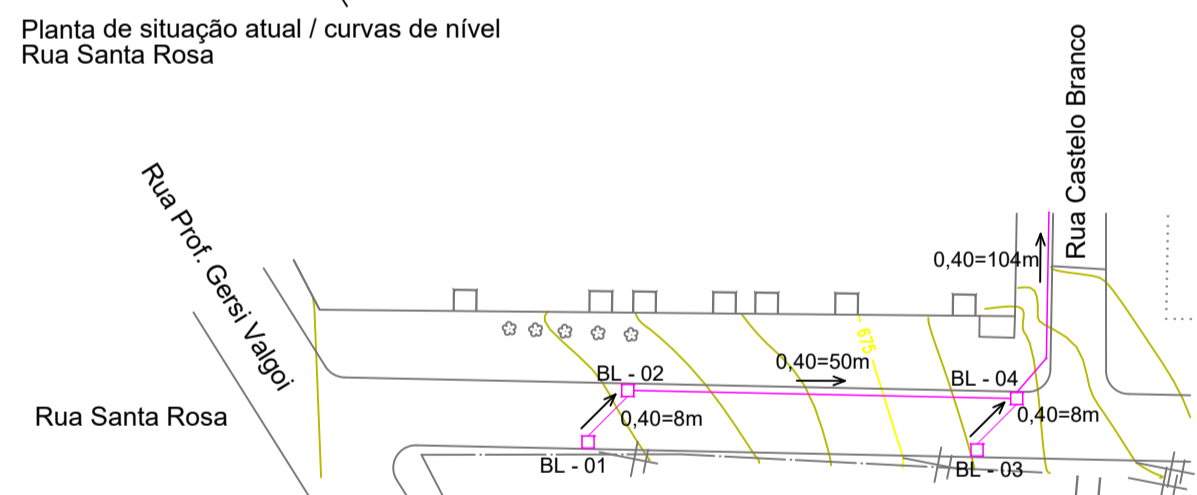 Planta de situação atual / curvas de nível
Rua Santa Rosa
Rua Castelo Branco
Rua Prof. Gersi Valgoi
0,40=104m
675
0,40=50m
BL - 02
BL - 04
Rua Santa Rosa
0,40=8m
0,40=8m
BL - 01
BL - 03